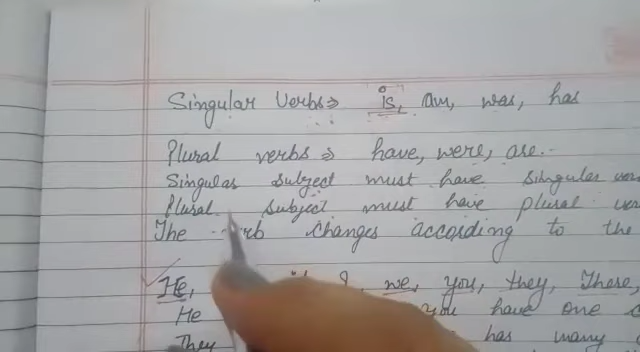 Singular Verbs⇒ is, am, was, has
Plural verbs ⇒ have, were, are.
Singular subject must have singular
Plural subject must have plural
The changes according to the
He, we, you, they, These,
He you have one
They has many